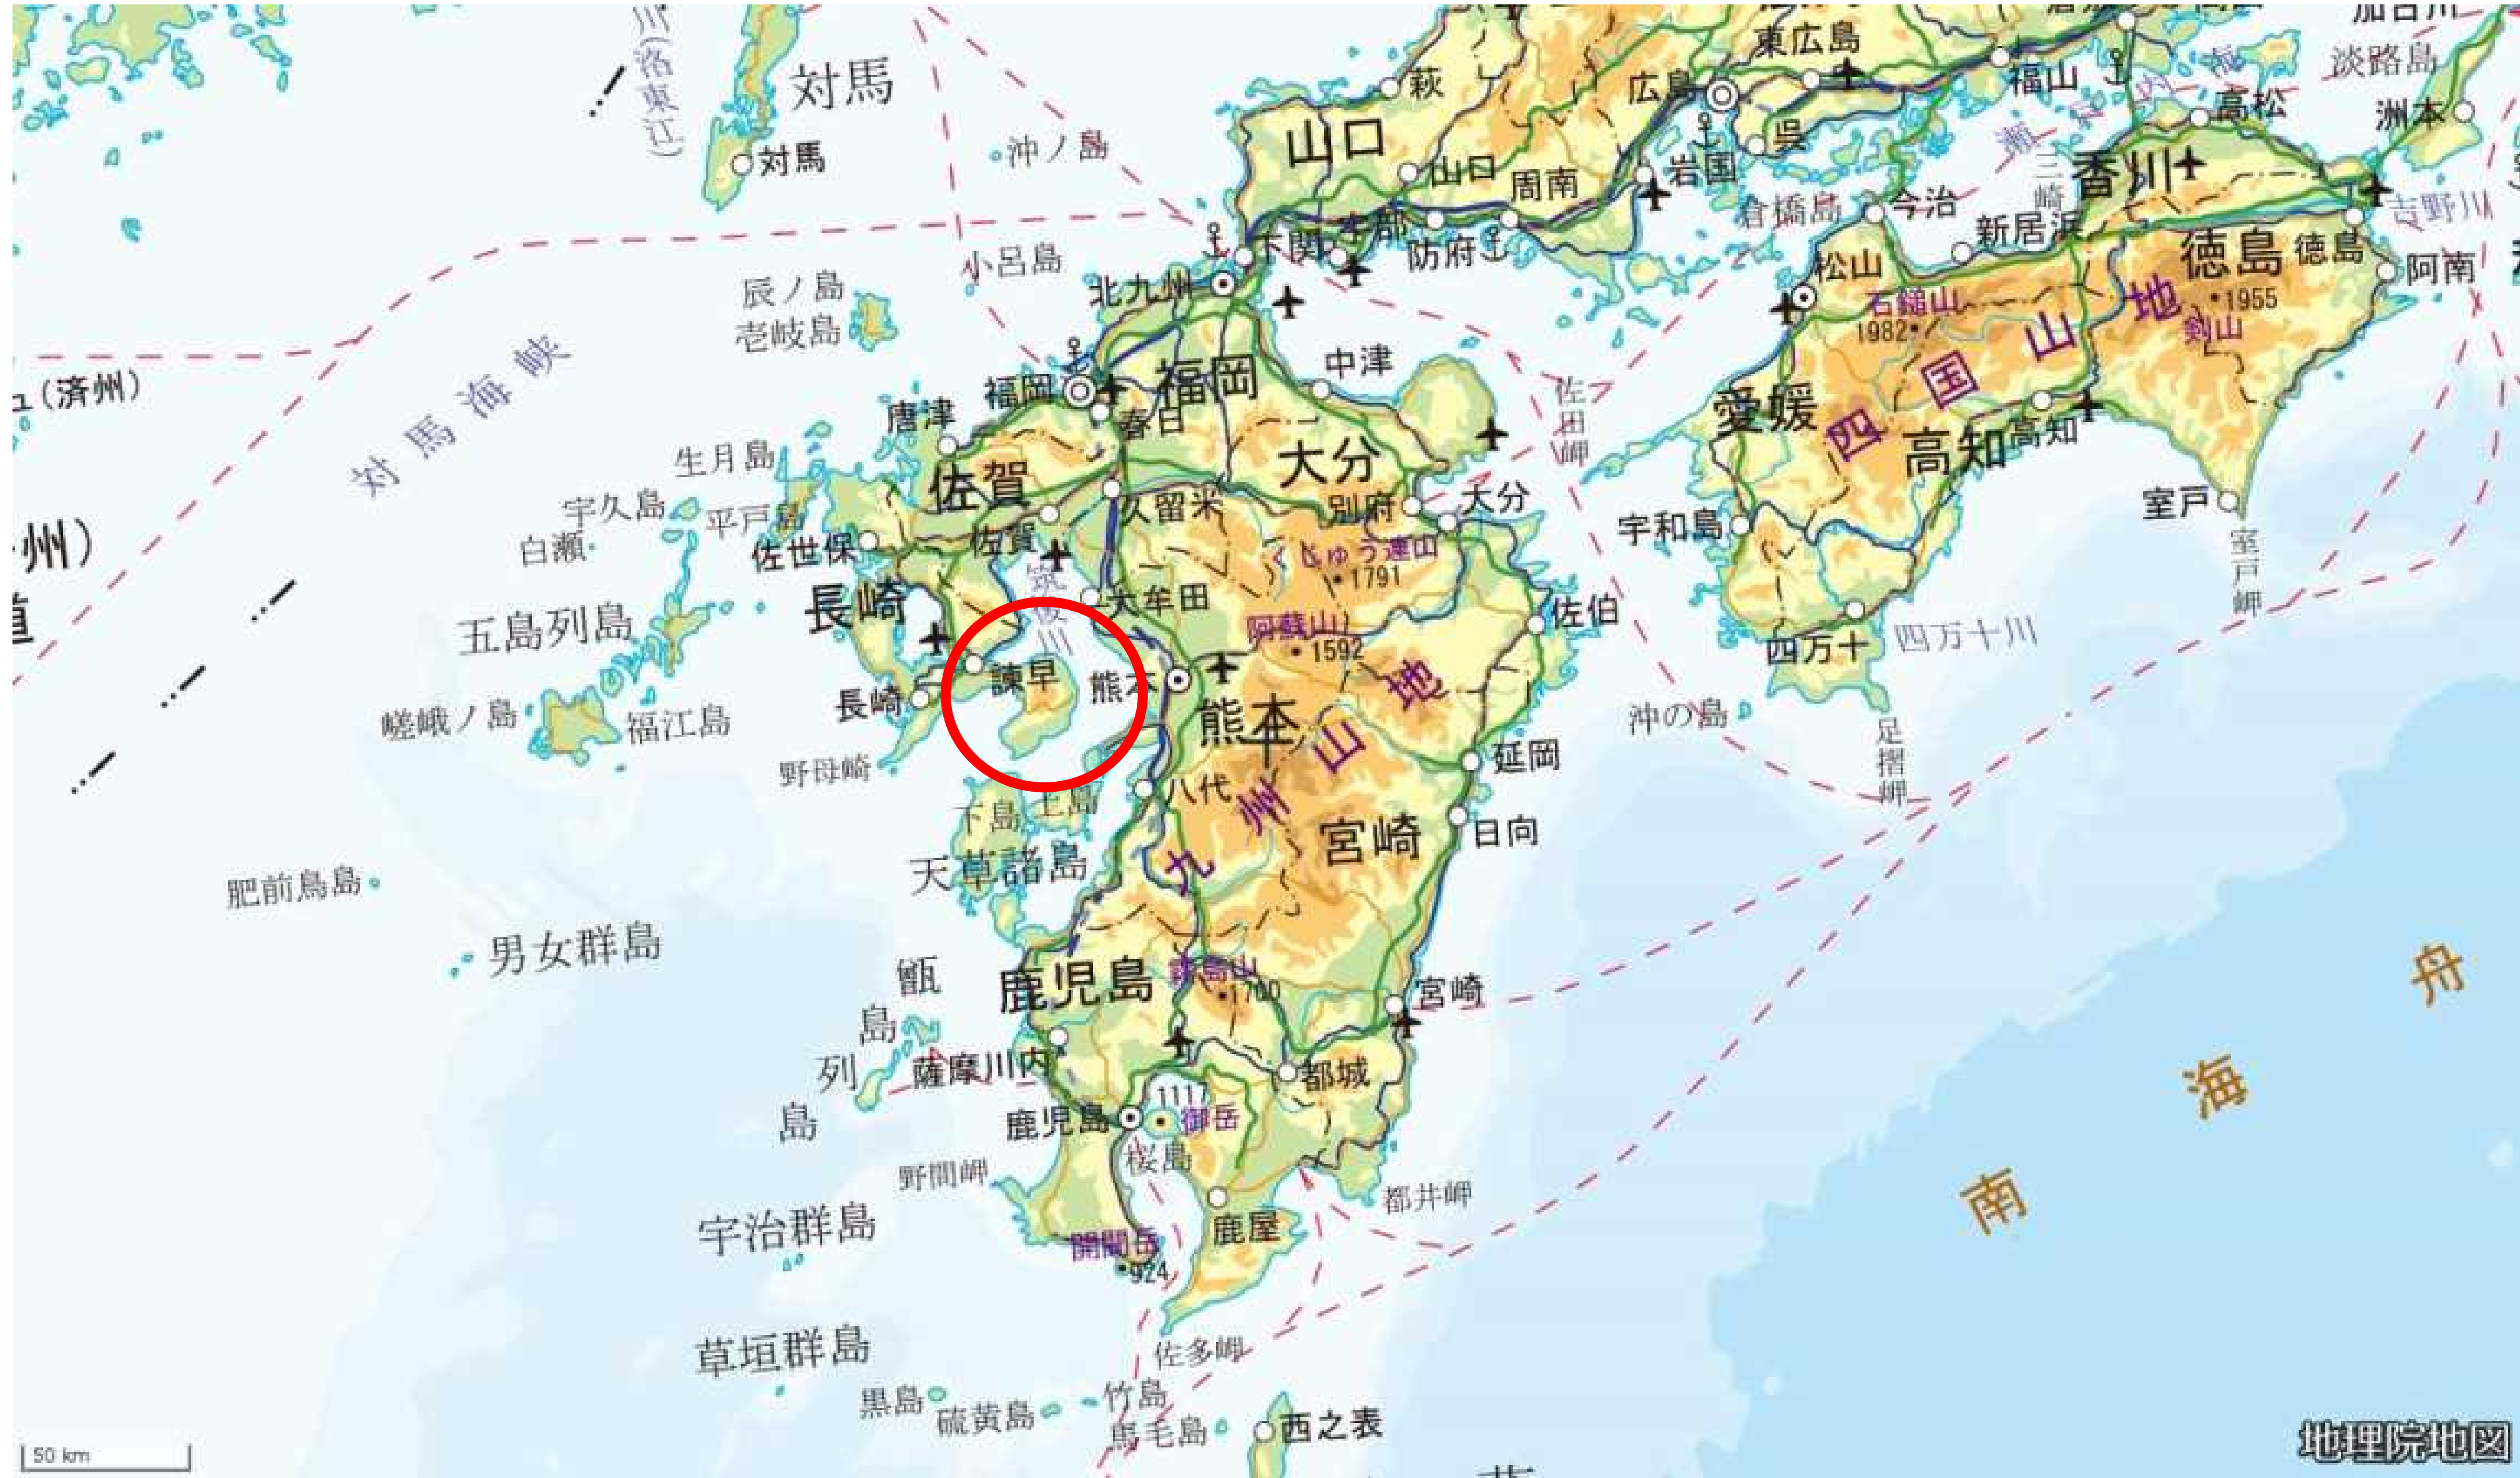 対馬
対馬
沖ノ島
萩
東広島
広島
福山
淡路島
洲本
高松
山口
山口
周南
岩国
呉
倉橋島
今治
新居浜
香川
三崎
吉野川
徳島
徳島
阿南
下関
宇部
防府
小呂島
北九州
辰ノ島
壱岐島
松山
石鎚山
1982
1955
剣山
四国山地
(済州)
対馬海峡
福岡
福岡
中津
唐津
春日
佐田岬
愛媛
高知
高知
生月島
佐賀
大分
大分
別府
宇久島
平戸島
白瀬
佐世保
佐賀
久留米
くじゅう連山
1791
宇和島
室戸
室戸岬
州)
道
長崎
筑後川
大牟田
阿蘇山
1592
佐伯
五島列島
四万十
四万十川
諫早
熊本
熊本
長崎
嵯峨ノ島
福江島
野母崎
沖の島
足摺岬
延岡
八代
下島
上島
天草諸島
九州山地
宮崎
日向
肥前鳥島
男女群島
甑島列島
鹿児島
霧島山
1700
宮崎
薩摩川内
都城
鹿児島
1117
御岳
桜島
野間岬
都井岬
宇治群島
鹿屋
開聞岳
924
草垣群島
佐多岬
黒島
硫黄島
竹島
馬毛島
西之表
南海舟
50 km
地理院地図